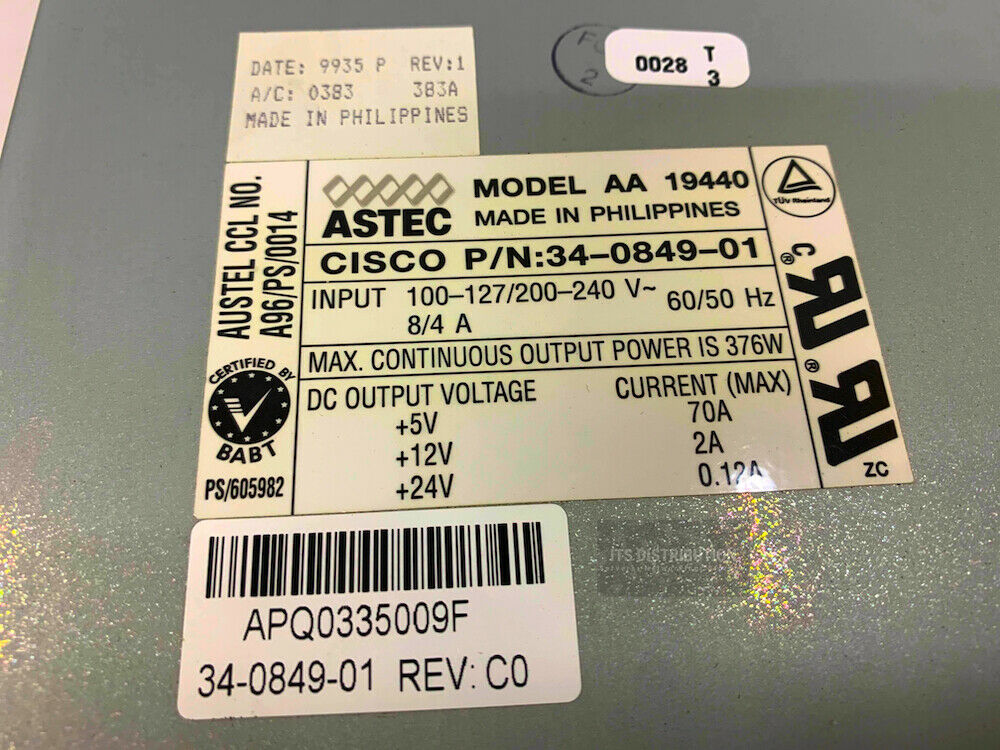 DATE: 9935 P REV:1
A/C: 0383 383A
MADE IN PHILIPPINES
0028 T
3
2
AUSTEL CCL NO.
A96/PS/0014
CERTIFIED BY
BABT
PS/605982
ASTEC
MODEL AA 19440
MADE IN PHILIPPINES
CISCO P/N:34-0849-01
INPUT 100-127/200-240 V~ 60/50 Hz
8/4 A
MAX. CONTINUOUS OUTPUT POWER IS 376W
DC OUTPUT VOLTAGE CURRENT (MAX)
+5V 70A
+12V 2A
+24V 0.12A
TÜV Rheinland
C ®
®
ZC
ITS DISTRIBUTION
APQ0335009F
34-0849-01 REV: C0